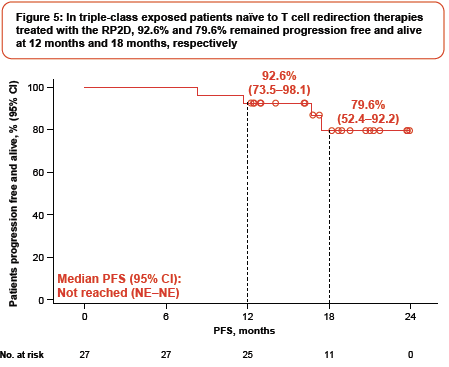 Figure 5: In triple-class exposed patients naïve to T cell redirection therapies
treated with the RP2D, 92.6% and 79.6% remained progression free and alive
at 12 months and 18 months, respectively
Patients progression free and alive, % (95% CI)
100
80
60
40
20
0
92.6%
(73.5–98.1)
79.6%
(52.4–92.2)
Median PFS (95% CI):
Not reached (NE–NE)
0 6 12 18 24
PFS, months
No. at risk 27 27 25 11 0